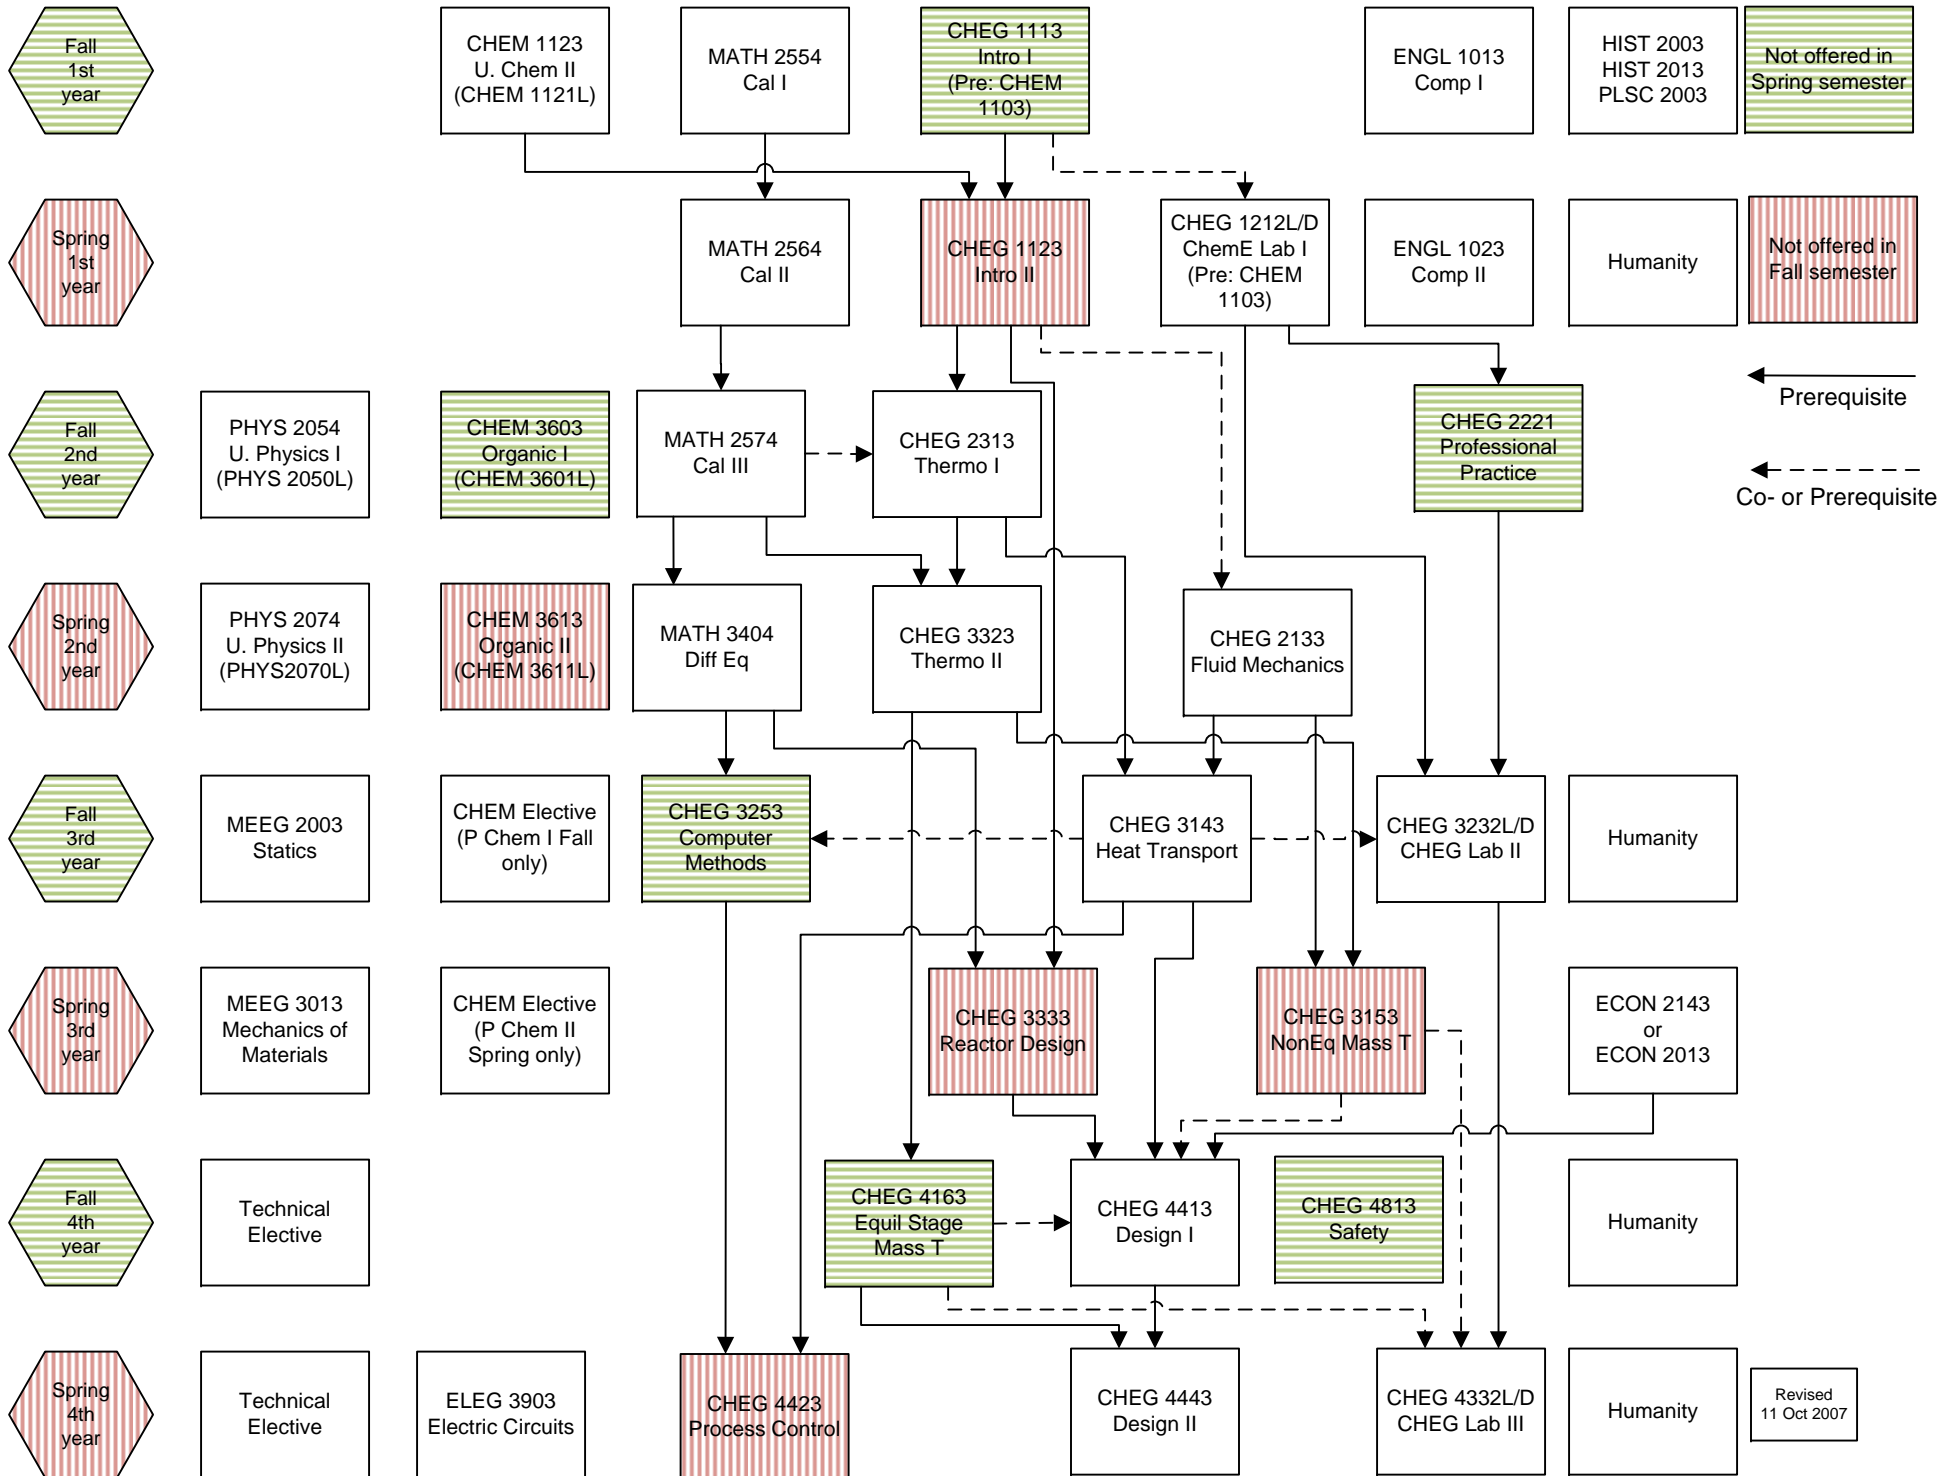 Fall
1st
year
CHEM 1123
U. Chem II
(CHEM 1121L)
MATH 2554
Cal I
CHEG 1113
Intro I
(Pre: CHEM
1103)
ENGL 1013
Comp I
HIST 2003
HIST 2013
PLSC 2003
Not offered in
Spring semester
Spring
1st
year
MATH 2564
Cal II
CHEG 1123
Intro II
CHEG 1212L/D
ChemE Lab I
(Pre: CHEM
1103)
ENGL 1023
Comp II
Humanity
Not offered in
Fall semester
Prerequisite
Fall
2nd
year
PHYS 2054
U. Physics I
(PHYS 2050L)
CHEM 3603
Organic I
(CHEM 3601L)
MATH 2574
Cal III
CHEG 2313
Thermo I
CHEG 2221
Professional
Practice
Co- or Prerequisite
Spring
2nd
year
PHYS 2074
U. Physics II
(PHYS2070L)
CHEM 3613
Organic II
(CHEM 3611L)
MATH 3404
Diff Eq
CHEG 3323
Thermo II
CHEG 2133
Fluid Mechanics
Fall
3rd
year
MEEG 2003
Statics
CHEM Elective
(P Chem I Fall
only)
CHEG 3253
Computer
Methods
CHEG 3143
Heat Transport
CHEG 3232L/D
CHEG Lab II
Humanity
Spring
3rd
year
MEEG 3013
Mechanics of
Materials
CHEM Elective
(P Chem II
Spring only)
CHEG 3333
Reactor Design
CHEG 3153
NonEq Mass T
ECON 2143
or
ECON 2013
Fall
4th
year
Technical
Elective
CHEG 4163
Equil Stage
Mass T
CHEG 4413
Design I
CHEG 4813
Safety
Humanity
Spring
4th
year
Technical
Elective
ELEG 3903
Electric Circuits
CHEG 4423
Process Control
CHEG 4443
Design II
CHEG 4332L/D
CHEG Lab III
Humanity
Revised
11 Oct 2007